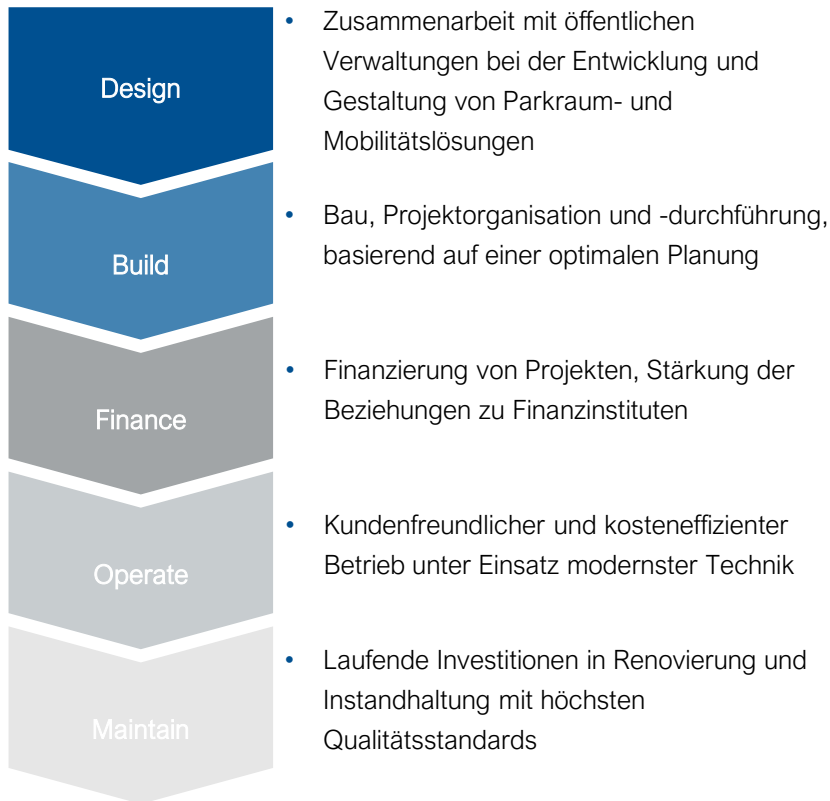 Design
• Zusammenarbeit mit öffentlichen
Verwaltungen bei der Entwicklung und
Gestaltung von Parkraum- und
Mobilitätslösungen
Build
• Bau, Projektorganisation und -durchführung,
basierend auf einer optimalen Planung
Finance
• Finanzierung von Projekten, Stärkung der
Beziehungen zu Finanzinstituten
Operate
• Kundenfreundlicher und kosteneffizienter
Betrieb unter Einsatz modernster Technik
Maintain
• Laufende Investitionen in Renovierung und
Instandhaltung mit höchsten
Qualitätsstandards